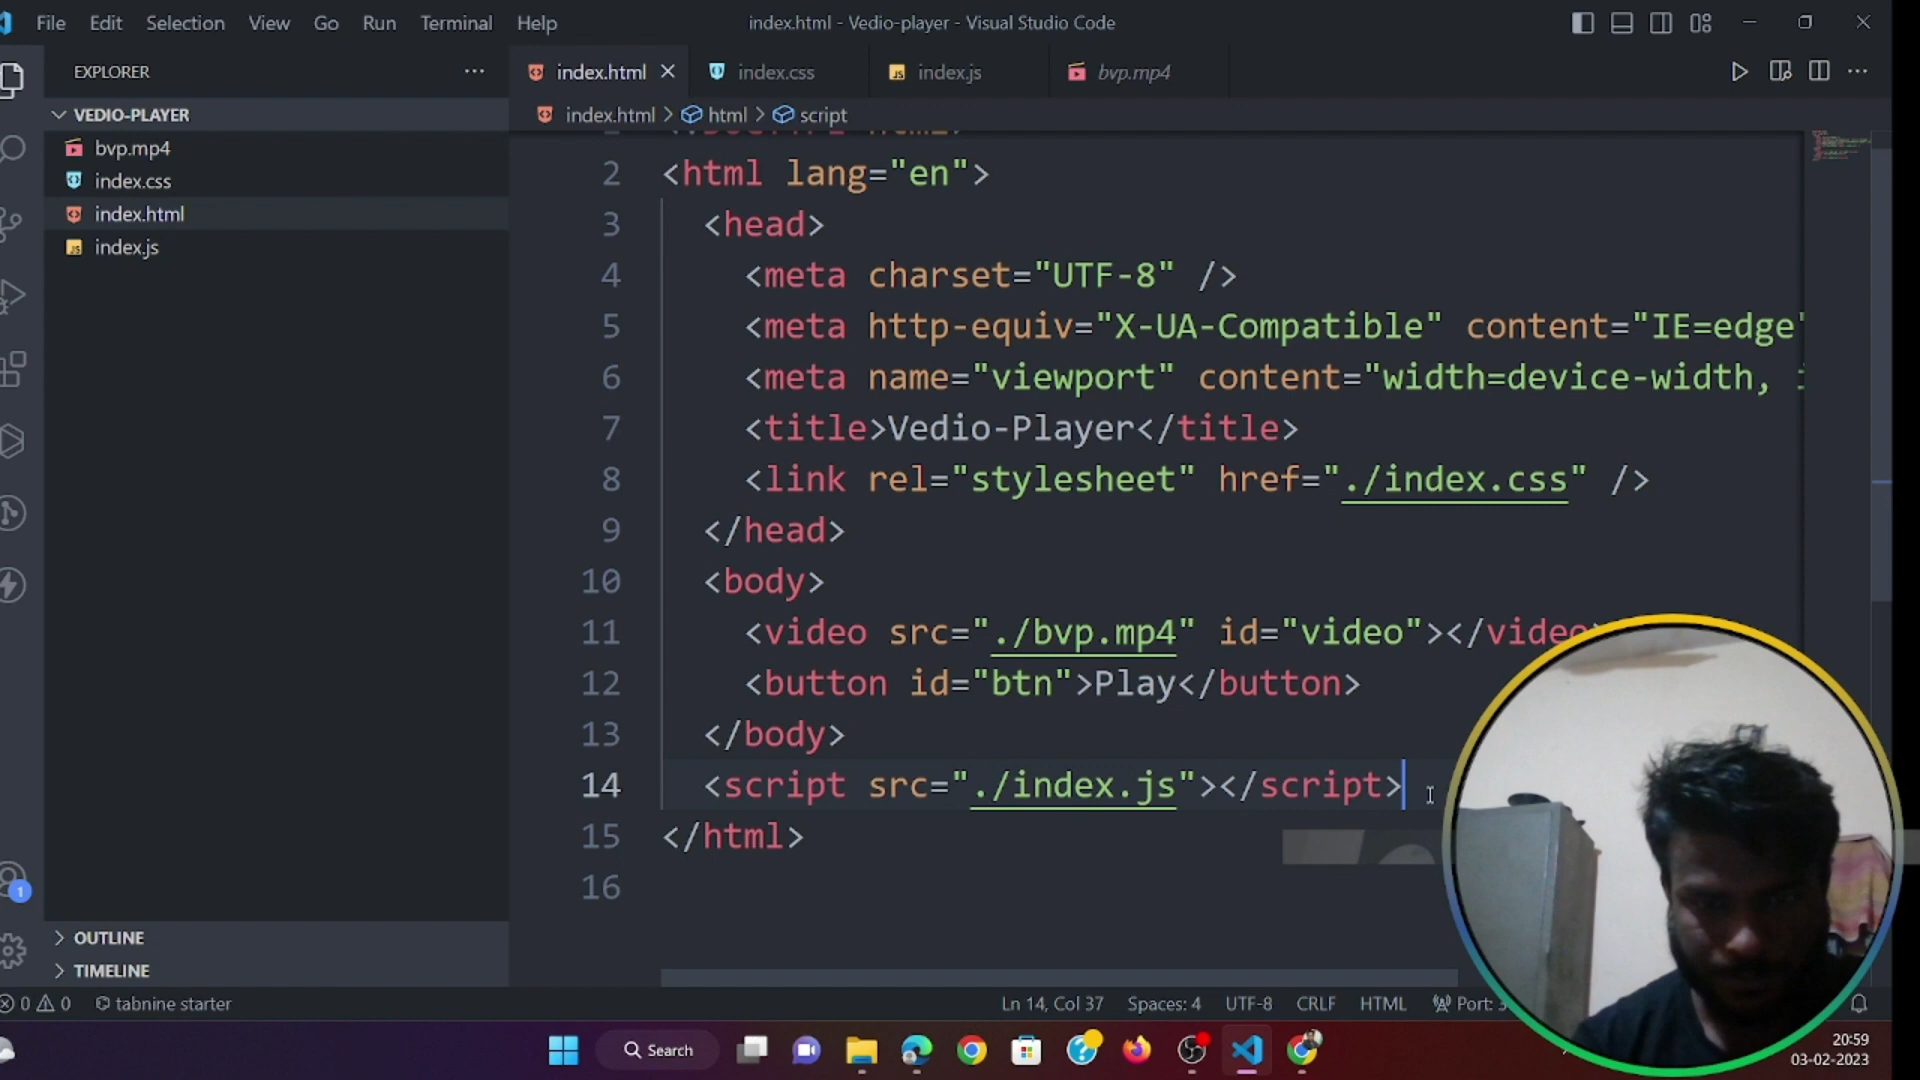 File Edit Selection View Go Run Terminal Help
index.html - Vedio-player - Visual Studio Code
EXPLORER
VEDIO-PLAYER
bvp.mp4
index.css
index.html
index.js
OUTLINE
TIMELINE
index.html index.css index.js bvp.mp4
index.html > html > script
2 <html lang="en">
3 <head>
4 <meta charset="UTF-8" />
5 <meta http-equiv="X-UA-Compatible" content="IE=edge"
6 <meta name="viewport" content="width=device-width,
7 <title>Vedio-Player</title>
8 <link rel="stylesheet" href="./index.css" />
9 </head>
10 <body>
11 <video src="./bvp.mp4" id="video"></video>
12 <button id="btn">Play</button>
13 </body>
14 <script src="./index.js"></script>
15 </html>
16
1
0 0 tabnine starter
Ln 14, Col 37 Spaces: 4 UTF-8 CRLF HTML Port:
Search
20:59
03-02-2023